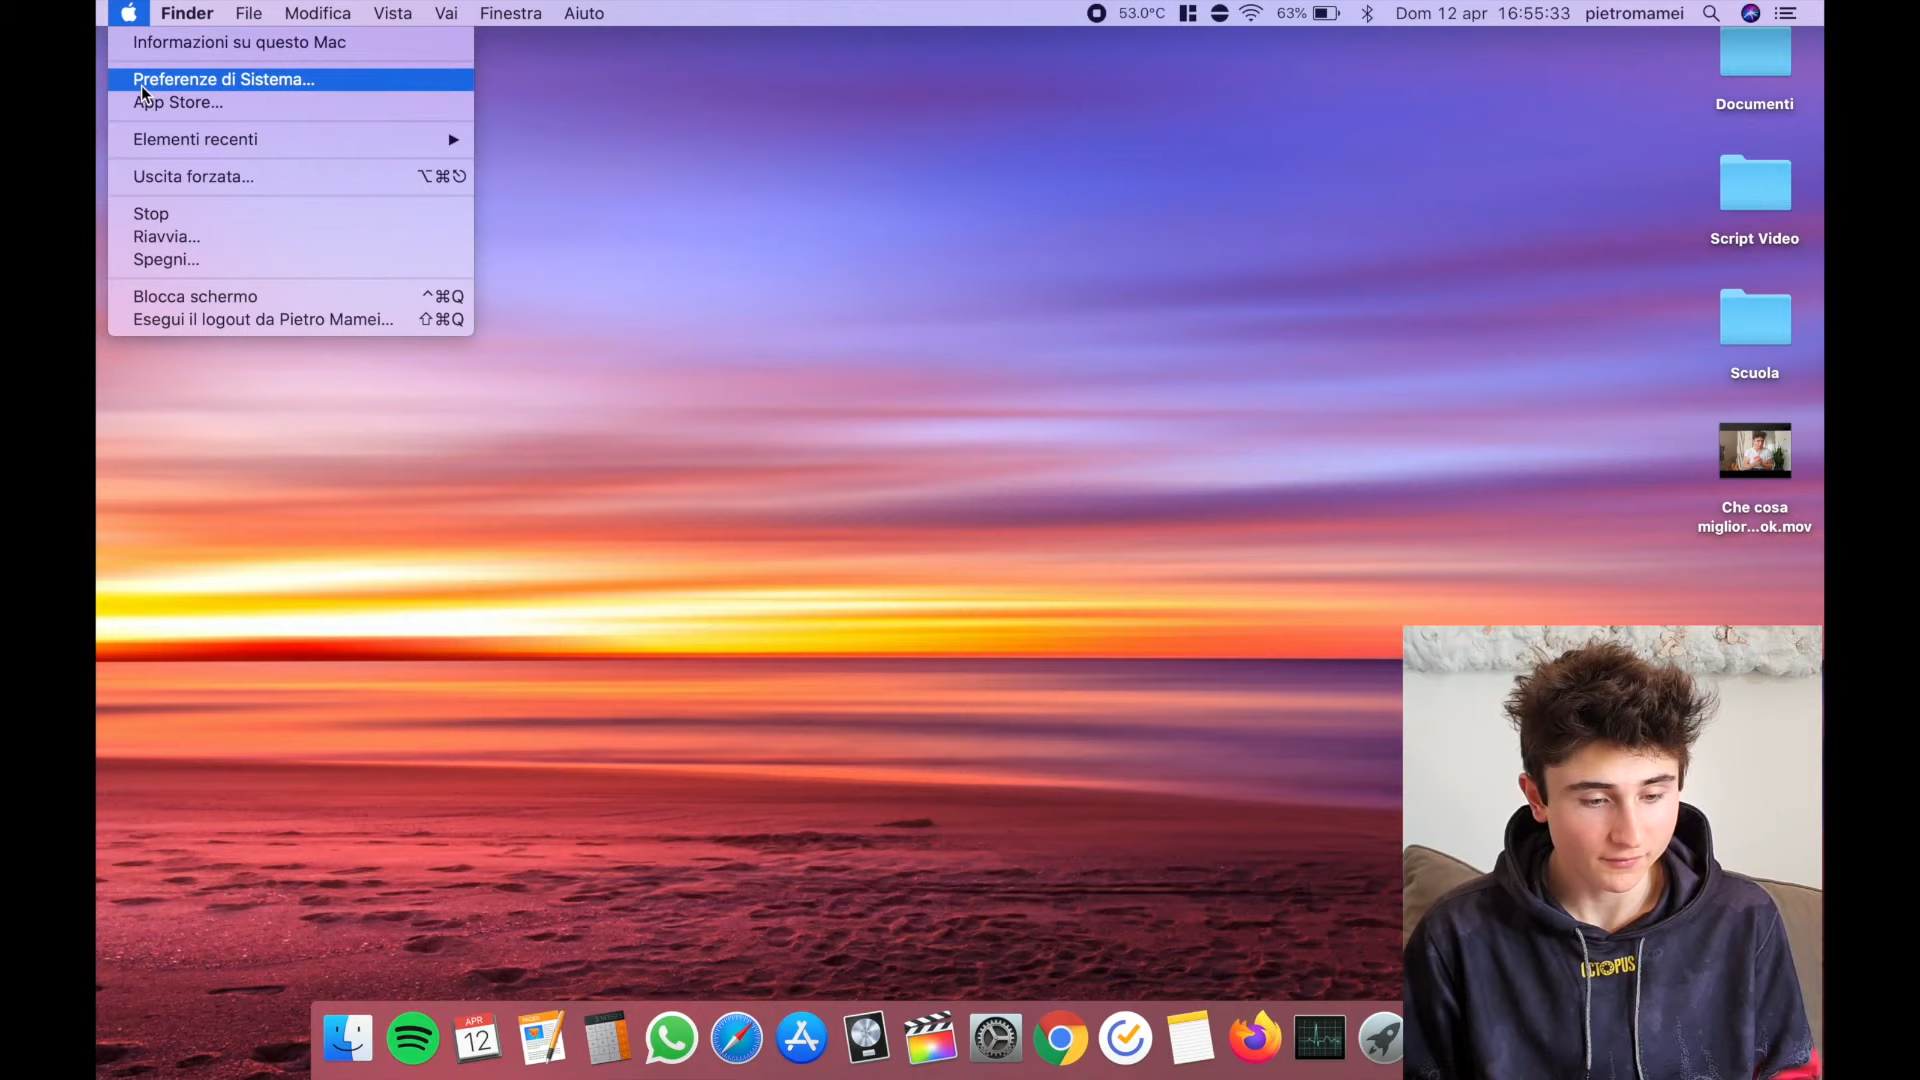 Finder File Modifica Vista Vai Finestra Aiuto 53.0°C 63% Dom 12 apr 16:55:33 pietromamei
Informazioni su questo Mac
Preferenze di Sistema...
App Store...
Elementi recenti ▶
Uscita forzata... ⌥⌘⎋
Stop
Riavvia...
Spegni...
Blocca schermo ^⌘Q
Esegui il logout da Pietro Mamei... ⇧⌘Q
Documenti
Script Video
Scuola
Che cosa
miglior...ok.mov
OCTOPUS
APR
12
PAGES